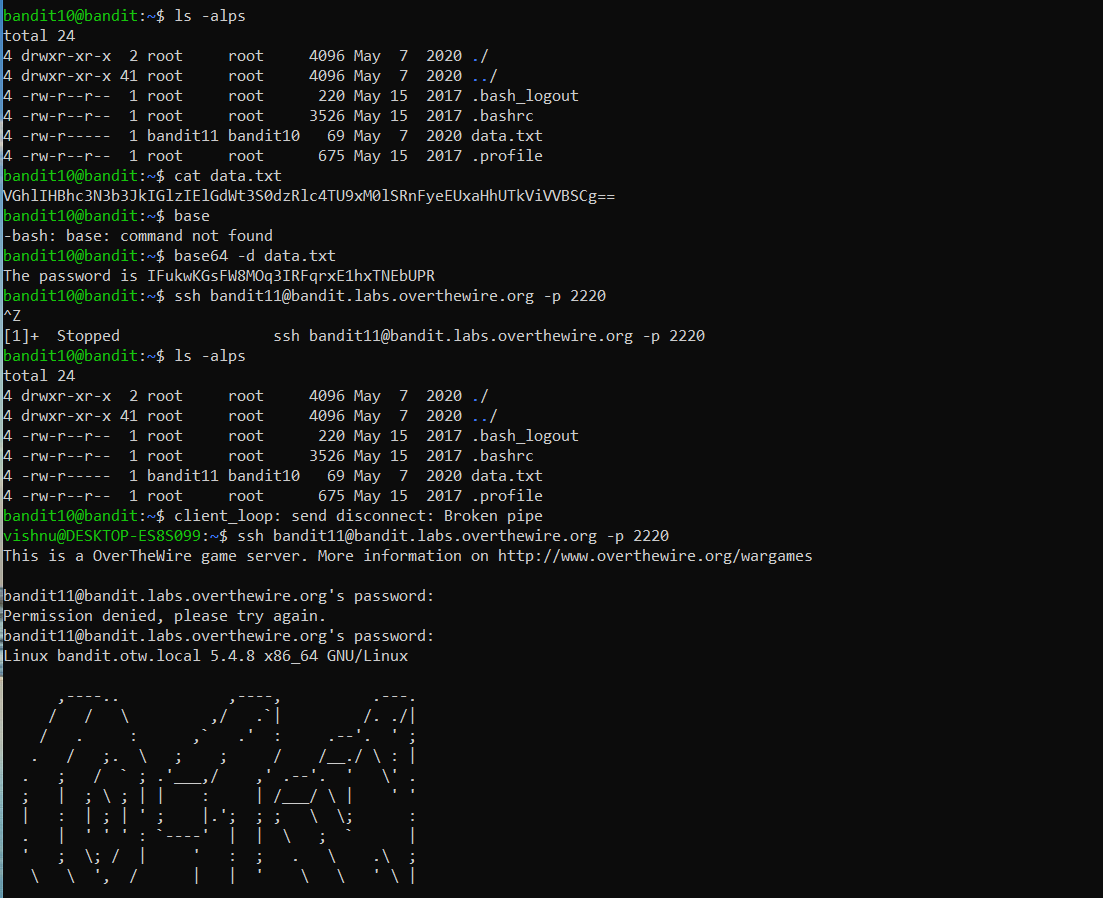 bandit10@bandit:~$ ls -alps
total 24
4 drwxr-xr-x  2 root     root     4096 May  7  2020 ./
4 drwxr-xr-x 41 root     root     4096 May  7  2020 ../
4 -rw-r--r--  1 root     root      220 May 15  2017 .bash_logout
4 -rw-r--r--  1 root     root     3526 May 15  2017 .bashrc
4 -rw-r-----  1 bandit11 bandit10   69 May  7  2020 data.txt
4 -rw-r--r--  1 root     root      675 May 15  2017 .profile
bandit10@bandit:~$ cat data.txt
VGhlIHBhc3N3b3JkIGlzIElGdWt3S0dzRlc4TU9xM0lSRnFyeEUxaHhUTkViVVBSCg==
bandit10@bandit:~$ base
-bash: base: command not found
bandit10@bandit:~$ base64 -d data.txt
The password is IFukwKGsFW8MOq3IRFqrxE1hxTNEbUPR
bandit10@bandit:~$ ssh bandit11@bandit.labs.overthewire.org -p 2220
^Z
[1]+  Stopped                 ssh bandit11@bandit.labs.overthewire.org -p 2220
bandit10@bandit:~$ ls -alps
total 24
4 drwxr-xr-x  2 root     root     4096 May  7  2020 ./
4 drwxr-xr-x 41 root     root     4096 May  7  2020 ../
4 -rw-r--r--  1 root     root      220 May 15  2017 .bash_logout
4 -rw-r--r--  1 root     root     3526 May 15  2017 .bashrc
4 -rw-r-----  1 bandit11 bandit10   69 May  7  2020 data.txt
4 -rw-r--r--  1 root     root      675 May 15  2017 .profile
bandit10@bandit:~$ client_loop: send disconnect: Broken pipe
vishnu@DESKTOP-ES8S099:~$ ssh bandit11@bandit.labs.overthewire.org -p 2220
This is a OverTheWire game server. More information on http://www.overthewire.org/wargames
bandit11@bandit.labs.overthewire.org's password:
Permission denied, please try again.
bandit11@bandit.labs.overthewire.org's password:
Linux bandit.otw.local 5.4.8 x86_64 GNU/Linux